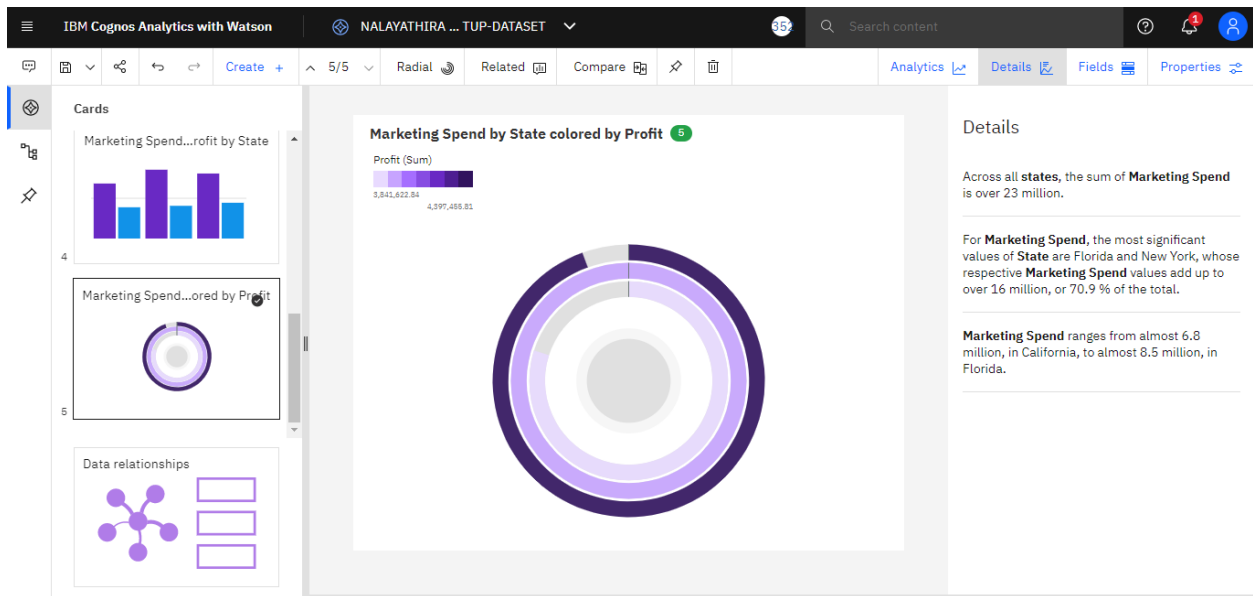 IBM Cognos Analytics with Watson
NALAYATHIRA ... TUP-DATASET
352
Search content
1
Create +
5/5
Radial
Related
Compare
Analytics
Details
Fields
Properties
Cards
Marketing Spend...rofit by State
4
Marketing Spend...ored by Profit
5
Data relationships
Marketing Spend by State colored by Profit 5
Profit (Sum)
3,841,622.84
4,397,455.81
Details
Across all states, the sum of Marketing Spend
is over 23 million.
For Marketing Spend, the most significant
values of State are Florida and New York, whose
respective Marketing Spend values add up to
over 16 million, or 70.9 % of the total.
Marketing Spend ranges from almost 6.8
million, in California, to almost 8.5 million, in
Florida.